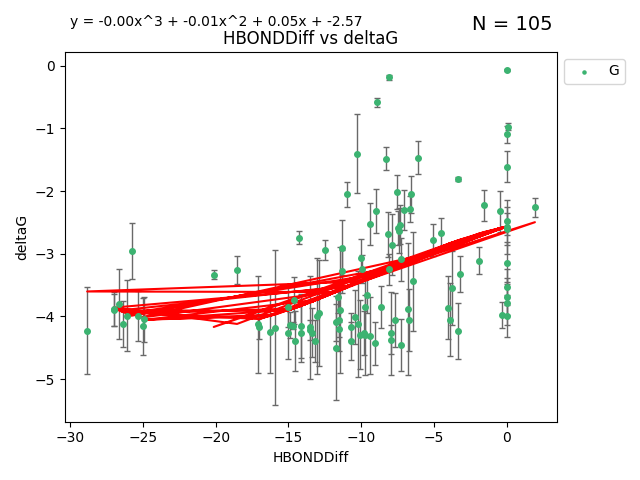 y = -0.00x^3 + -0.01x^2 + 0.05x + -2.57
N = 105
HBONDDiff vs deltaG
G
deltaG
0
−1
−2
−3
−4
−5
−30
−25
−20
−15
−10
−5
0
HBONDDiff